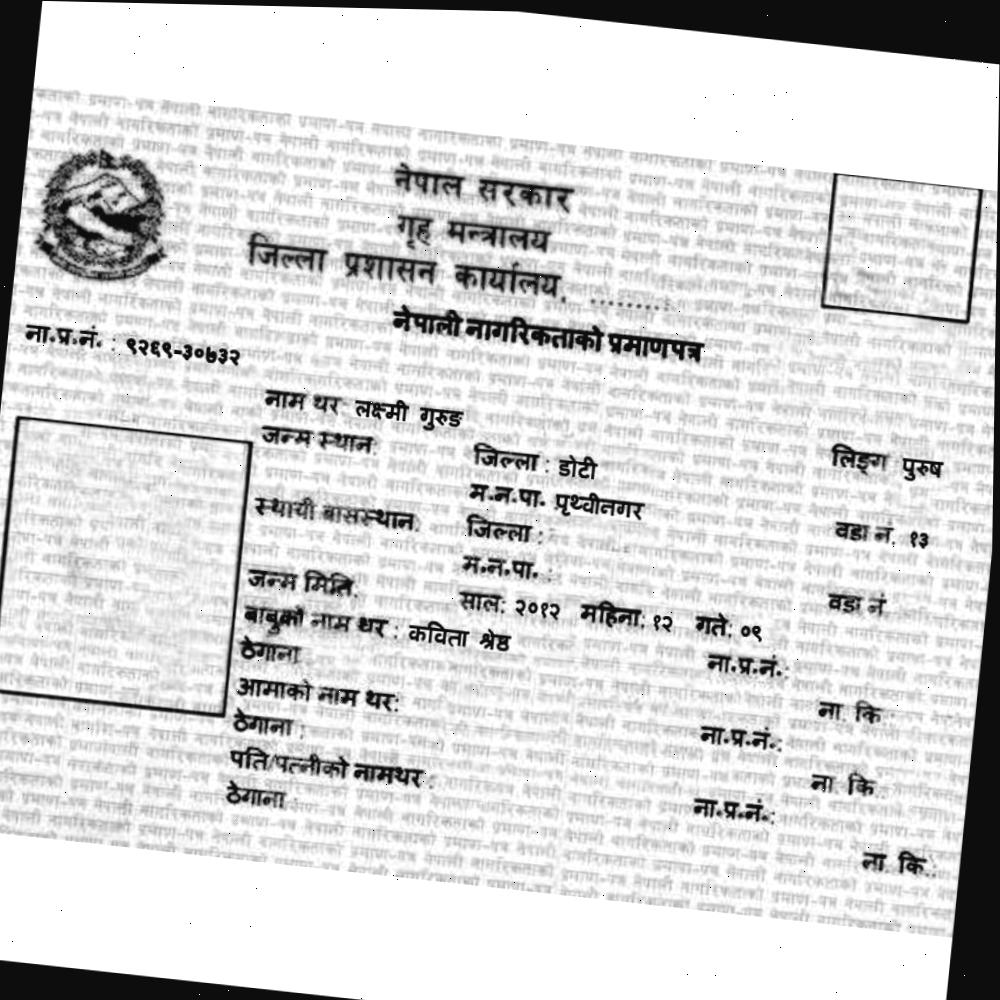 नेपाल सरकार
गृह मन्त्रालय
जिल्ला प्रशासन कार्यालय, .........
नेपाली नागरिकताको प्रमाणपत्र
ना.प्र.नं. : ९२६९-३०७३२
नाम थर: लक्ष्मी गुरुङ
लिङ्ग पुरुष
जन्म स्थान: जिल्ला : डोटी
म.न.पा. पृथ्वीनगर वडा नं. १३
स्थायी बासस्थान: जिल्ला :
म.न.पा. : वडा नं
जन्म मिति: साल: २०१२ महिना: १२ गते: ०९
बाबुको नाम थर : कविता श्रेष्ठ ना.प्र.नं.:
ठेगाना : ना. कि :
आमाको नाम थर: ना.प्र.नं.:
ठेगाना : ना. कि :
पति/पत्नीको नामथर : ना.प्र.नं.:
ठेगाना : ना. कि.: